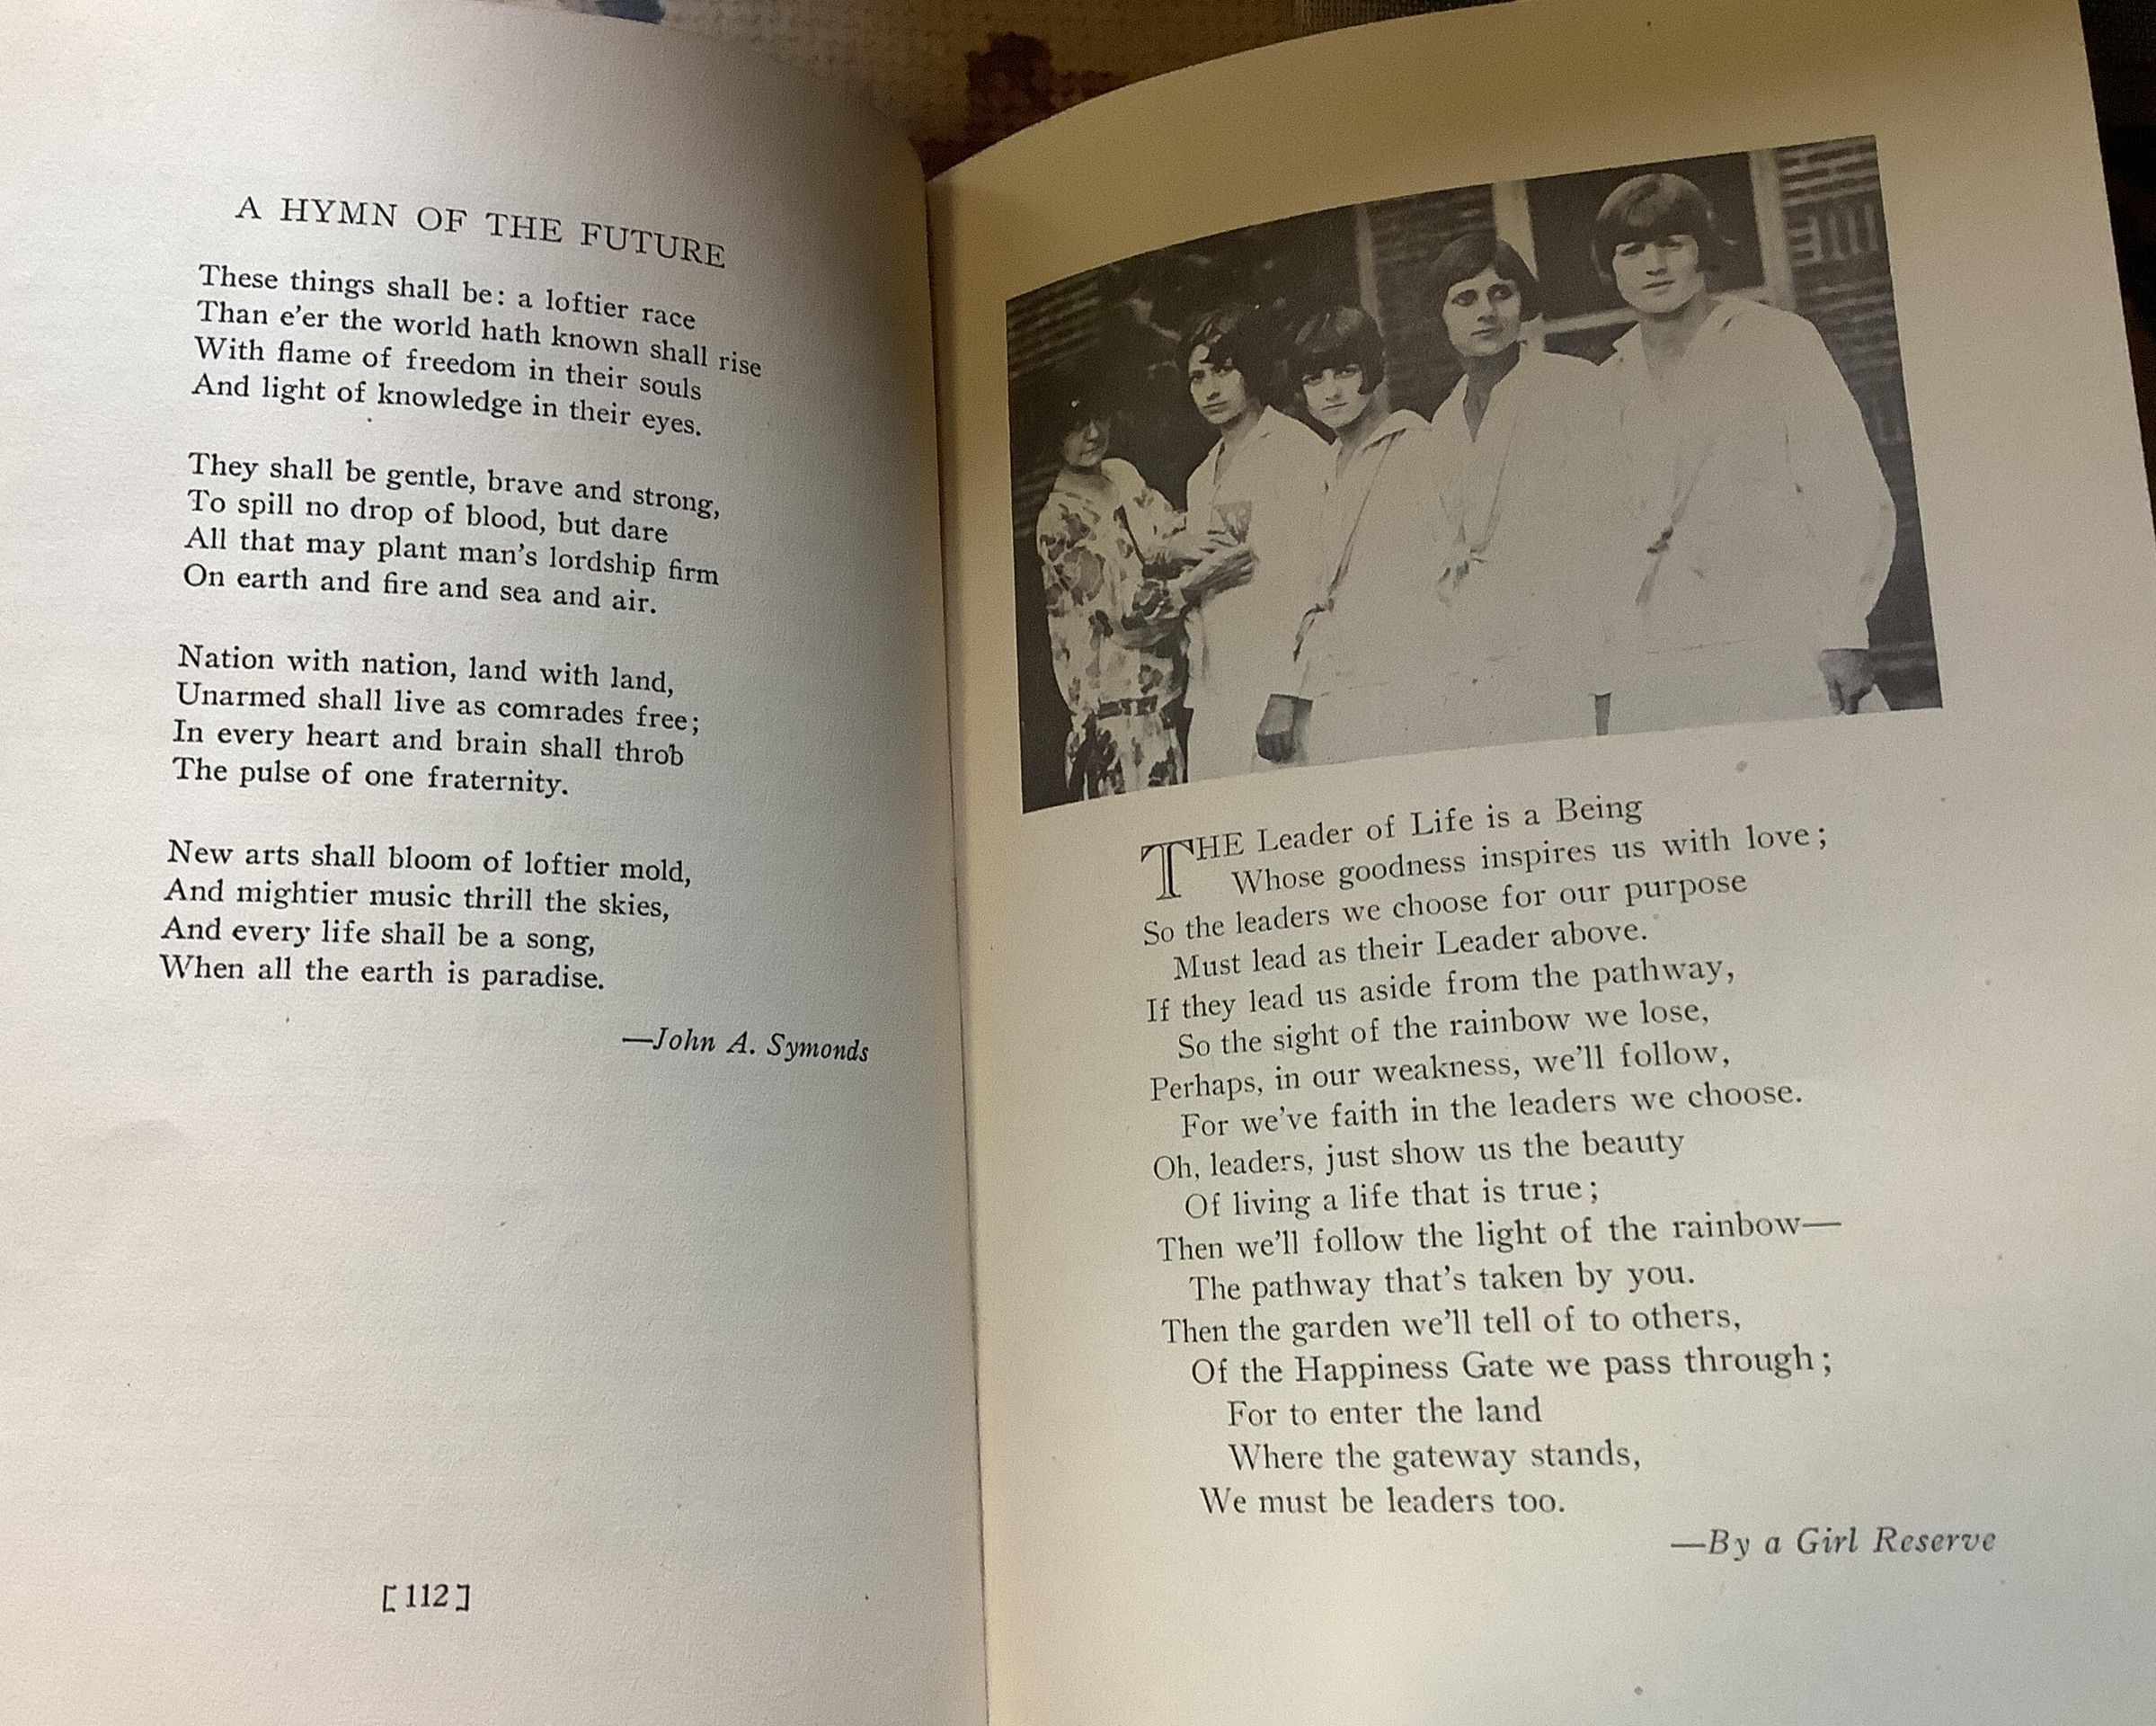 A HYMN OF THE FUTURE
These things shall be: a loftier race
Than e'er the world hath known shall rise
With flame of freedom in their souls
And light of knowledge in their eyes.
They shall be gentle, brave and strong,
To spill no drop of blood, but dare
All that may plant man's lordship firm
On earth and fire and sea and air.
Nation with nation, land with land,
Unarmed shall live as comrades free;
In every heart and brain shall throb
The pulse of one fraternity.
New arts shall bloom of loftier mold,
And mightier music thrill the skies,
And every life shall be a song,
When all the earth is paradise.
—John A. Symonds
[112]
THE Leader of Life is a Being
Whose goodness inspires us with love;
So the leaders we choose for our purpose
Must lead as their Leader above.
If they lead us aside from the pathway,
So the sight of the rainbow we lose,
Perhaps, in our weakness, we'll follow,
For we've faith in the leaders we choose.
Oh, leaders, just show us the beauty
Of living a life that is true;
Then we'll follow the light of the rainbow—
The pathway that's taken by you.
Then the garden we'll tell of to others,
Of the Happiness Gate we pass through;
For to enter the land
Where the gateway stands,
We must be leaders too.
—By a Girl Reserve